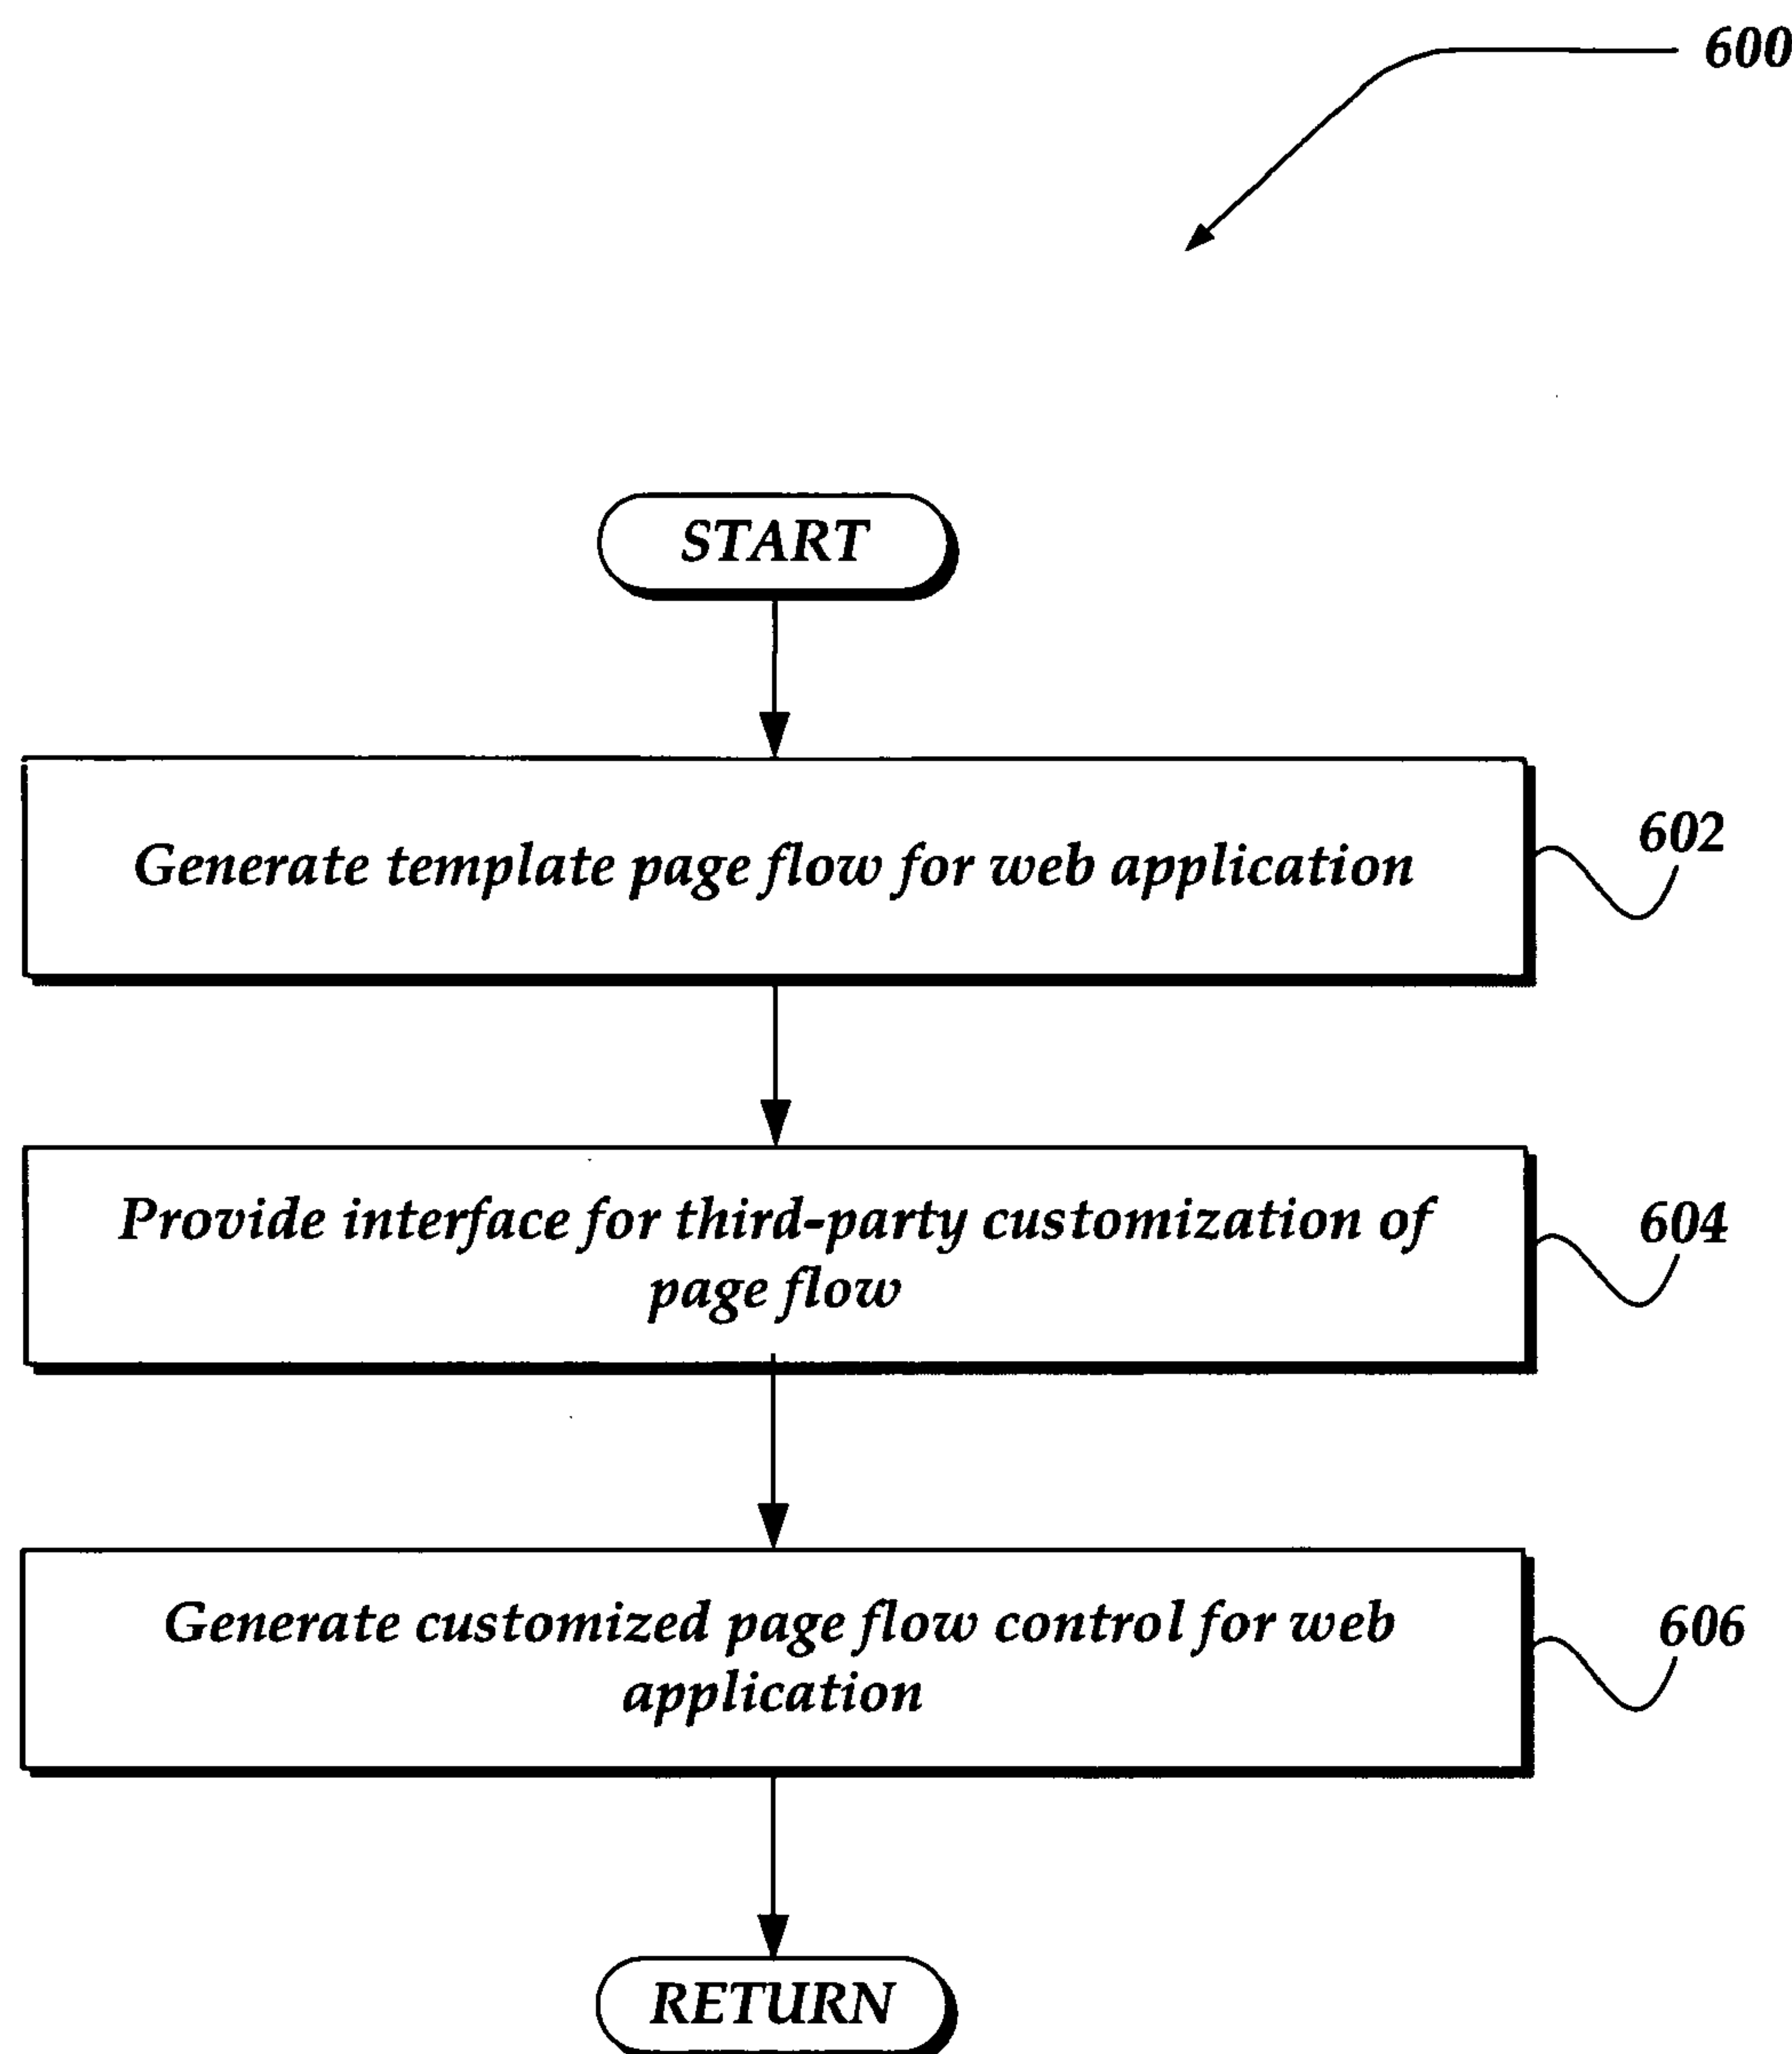 600
START
Generate template page flow for web application
602
Provide interface for third-party customization of
page flow
604
Generate customized page flow control for web
application
606
RETURN